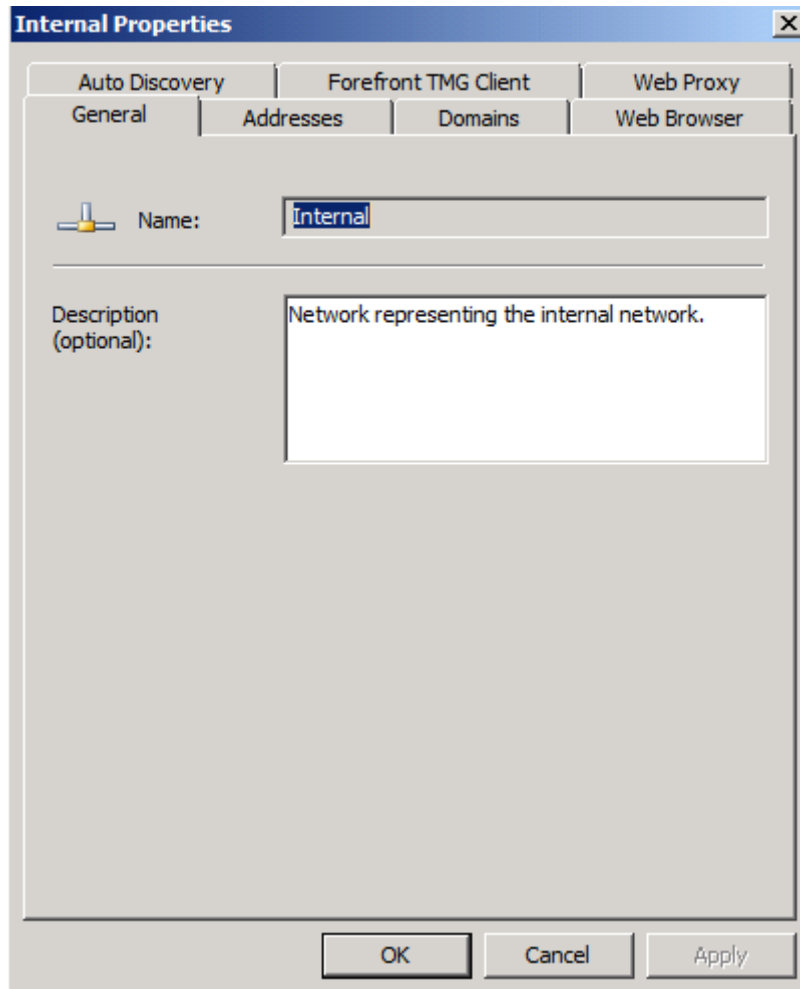 Internal Properties
Auto Discovery Forefront TMG Client Web Proxy
General Addresses Domains Web Browser
Name: Internal
Description Network representing the internal network.
(optional):
OK Cancel Apply